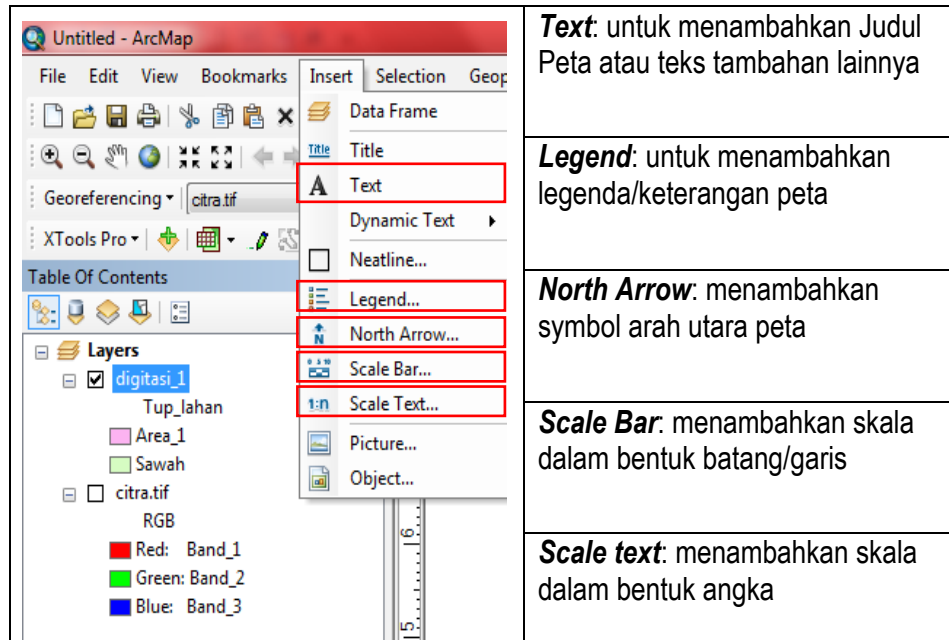 Untitled - ArcMap
File Edit View Bookmarks Insert Selection Geop
Data Frame
Title Title
A Text
Georeferencing citra.tif
Dynamic Text
XTools Pro
Neatline...
Table Of Contents
Legend...
N North Arrow...
Layers
Scale Bar...
digitasi_1
1:n Scale Text...
Tup_lahan
Area_1
Picture...
Sawah
Object...
citra.tif
RGB
Red: Band_1
Green: Band_2
Blue: Band_3
6
5
Text: untuk menambahkan Judul
Peta atau teks tambahan lainnya
Legend: untuk menambahkan
legenda/keterangan peta
North Arrow: menambahkan
symbol arah utara peta
Scale Bar: menambahkan skala
dalam bentuk batang/garis
Scale text: menambahkan skala
dalam bentuk angka